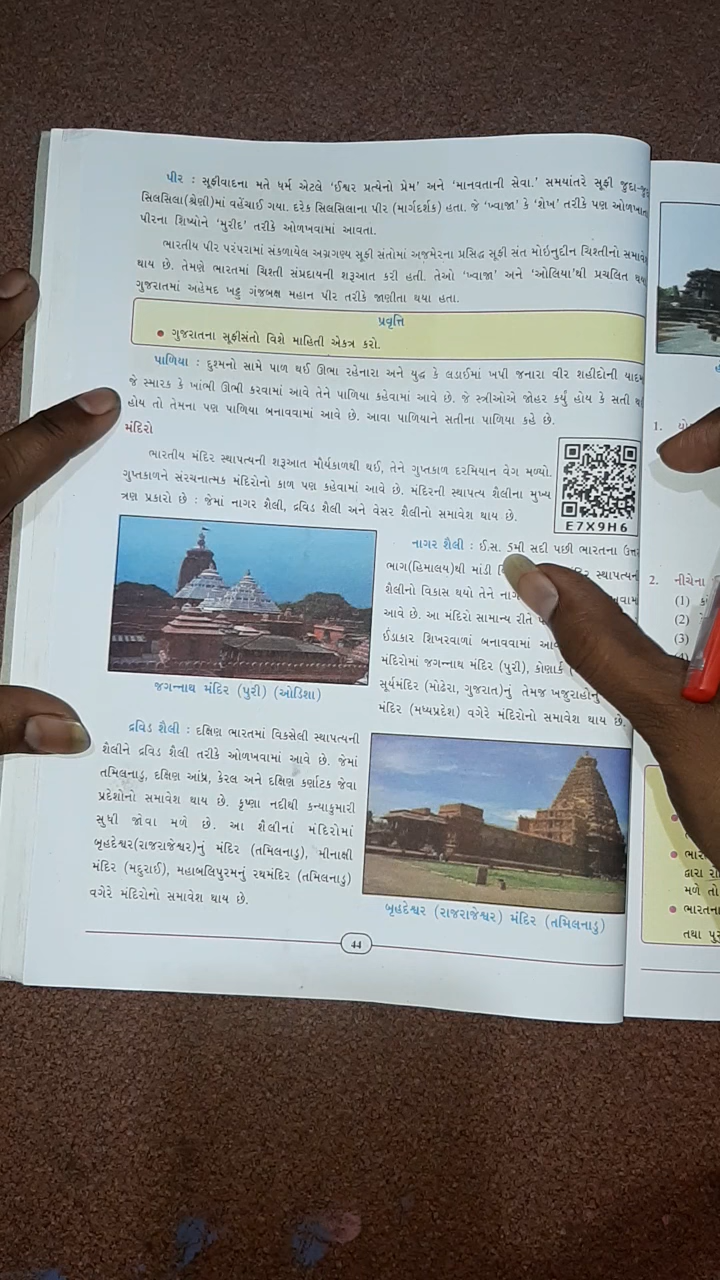 પીર : સૂફીવાદના મતે ધર્મ એટલે ‘ઈશ્વર પ્રત્યેનો પ્રેમ’ અને ‘માનવતાની સેવા.’ સમયાંતરે સૂફી
સિલસિલા(શ્રેણી)માં વહેંચાઈ ગયા. દરેક સિલસિલાના પીર (માર્ગદર્શક) હતા. જે ‘ખ્વાજા’ કે ‘શેખ’ તરીકે પણ
પીરના શિષ્યોને ‘મુરીદ’ તરીકે ઓળખવામાં આવતા.
ભારતીય પીર પરંપરામાં સંકળાયેલ અગ્રગણ્ય સૂફી સંતોમાં અજમેરના પ્રસિદ્ધ સૂફી સંત મોઇનુદ્દીન ચિશ્તીનો
થાય છે. તેમણે ભારતમાં ચિશ્તી સંપ્રદાયની શરૂઆત કરી હતી. તેઓ ‘ખ્વાજા’ અને ‘ઓલિયા’થી પ્રચલિત
ગુજરાતમાં અહેમદ ખટ્ટુ ગંજબક્ષ મહાન પીર તરીકે જાણીતા થયા હતા.
પ્રવૃત્તિ
● ગુજરાતના સૂફીસંતો વિશે માહિતી એકત્ર કરો.
પાળિયા : દુશ્મનો સામે પાળ થઈ ઊભા રહેનારા અને યુદ્ધ કે લડાઈમાં ખપી જનારા વીર શહીદોની
જે સ્મારક કે ખાંભી ઊભી કરવામાં આવે તેને પાળિયા કહેવામાં આવે છે. જે સ્ત્રીઓએ જોહર કર્યું હોય કે સતી
હોય તો તેમના પણ પાળિયા બનાવવામાં આવે છે. આવા પાળિયાને સતીના પાળિયા કહે છે.
મંદિરો
ભારતીય મંદિર સ્થાપત્યની શરૂઆત મૌર્યકાળથી થઈ, તેને ગુપ્તકાળ દરમિયાન વેગ મળ્યો.
ગુપ્તકાળને સંરચનાત્મક મંદિરોનો કાળ પણ કહેવામાં આવે છે. મંદિરની સ્થાપત્ય શૈલીના મુખ્ય
ત્રણ પ્રકારો છે : જેમાં નાગર શૈલી, દ્રવિડ શૈલી અને વેસર શૈલીનો સમાવેશ થાય છે.
E7X9H6
નાગર શૈલી : ઈ.સ. 5મી સદી પછી ભારતના
ભાગ(હિમાલય)થી માંડી
શૈલીનો વિકાસ થયો તેને
આવે છે. આ મંદિરો સામાન્ય રીતે
ઈંડાકાર શિખરવાળાં બનાવવામાં
મંદિરોમાં જગન્નાથ મંદિર (પુરી), કોણાર્ક
સૂર્યમંદિર (મોઢેરા, ગુજરાત)નું તેમજ
મંદિર (મધ્યપ્રદેશ) વગેરે મંદિરોનો સમાવેશ થાય છે.
જગન્નાથ મંદિર (પુરી) (ઓડિશા)
દ્રવિડ શૈલી : દક્ષિણ ભારતમાં વિકસેલી સ્થાપત્યની
શૈલીને દ્રવિડ શૈલી તરીકે ઓળખવામાં આવે છે. જેમાં
તમિલનાડુ, દક્ષિણ આંધ્ર, કેરલ અને દક્ષિણ કર્ણાટક જેવા
પ્રદેશોનો સમાવેશ થાય છે. કૃષ્ણા નદીથી કન્યાકુમારી
સુધી જોવા મળે છે. આ શૈલીનાં મંદિરોમાં
બૃહદેશ્વર(રાજરાજેશ્વર)નું મંદિર (તમિલનાડુ), મીનાક્ષી
મંદિર (મદુરાઈ), મહાબલિપુરમનું રથમંદિર (તમિલનાડુ)
વગેરે મંદિરોનો સમાવેશ થાય છે.
બૃહદેશ્વર (રાજરાજેશ્વર) મંદિર (તમિલનાડુ)
44
1.
2. નીચેના
(1)
(2)
(3)
●
● 
દ્વારા
મળે તો
● ભારતના
તથા